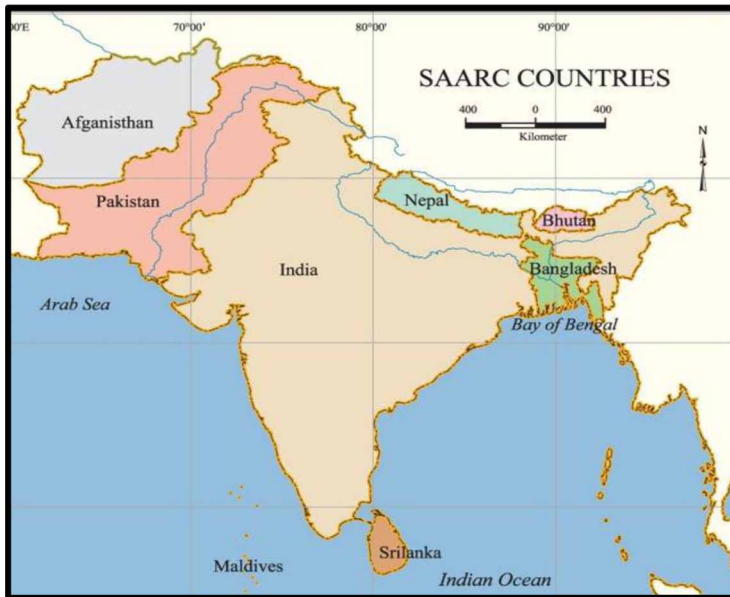 00'E
70°00'
80°00'
90°00'
SAARC COUNTRIES
400
0
400
Kilometer
N
Afganisthan
Pakistan
Nepal
Bhutan
India
Bangladesh
Arab Sea
Bay of Bengal
Maldives
Srilanka
Indian Ocean